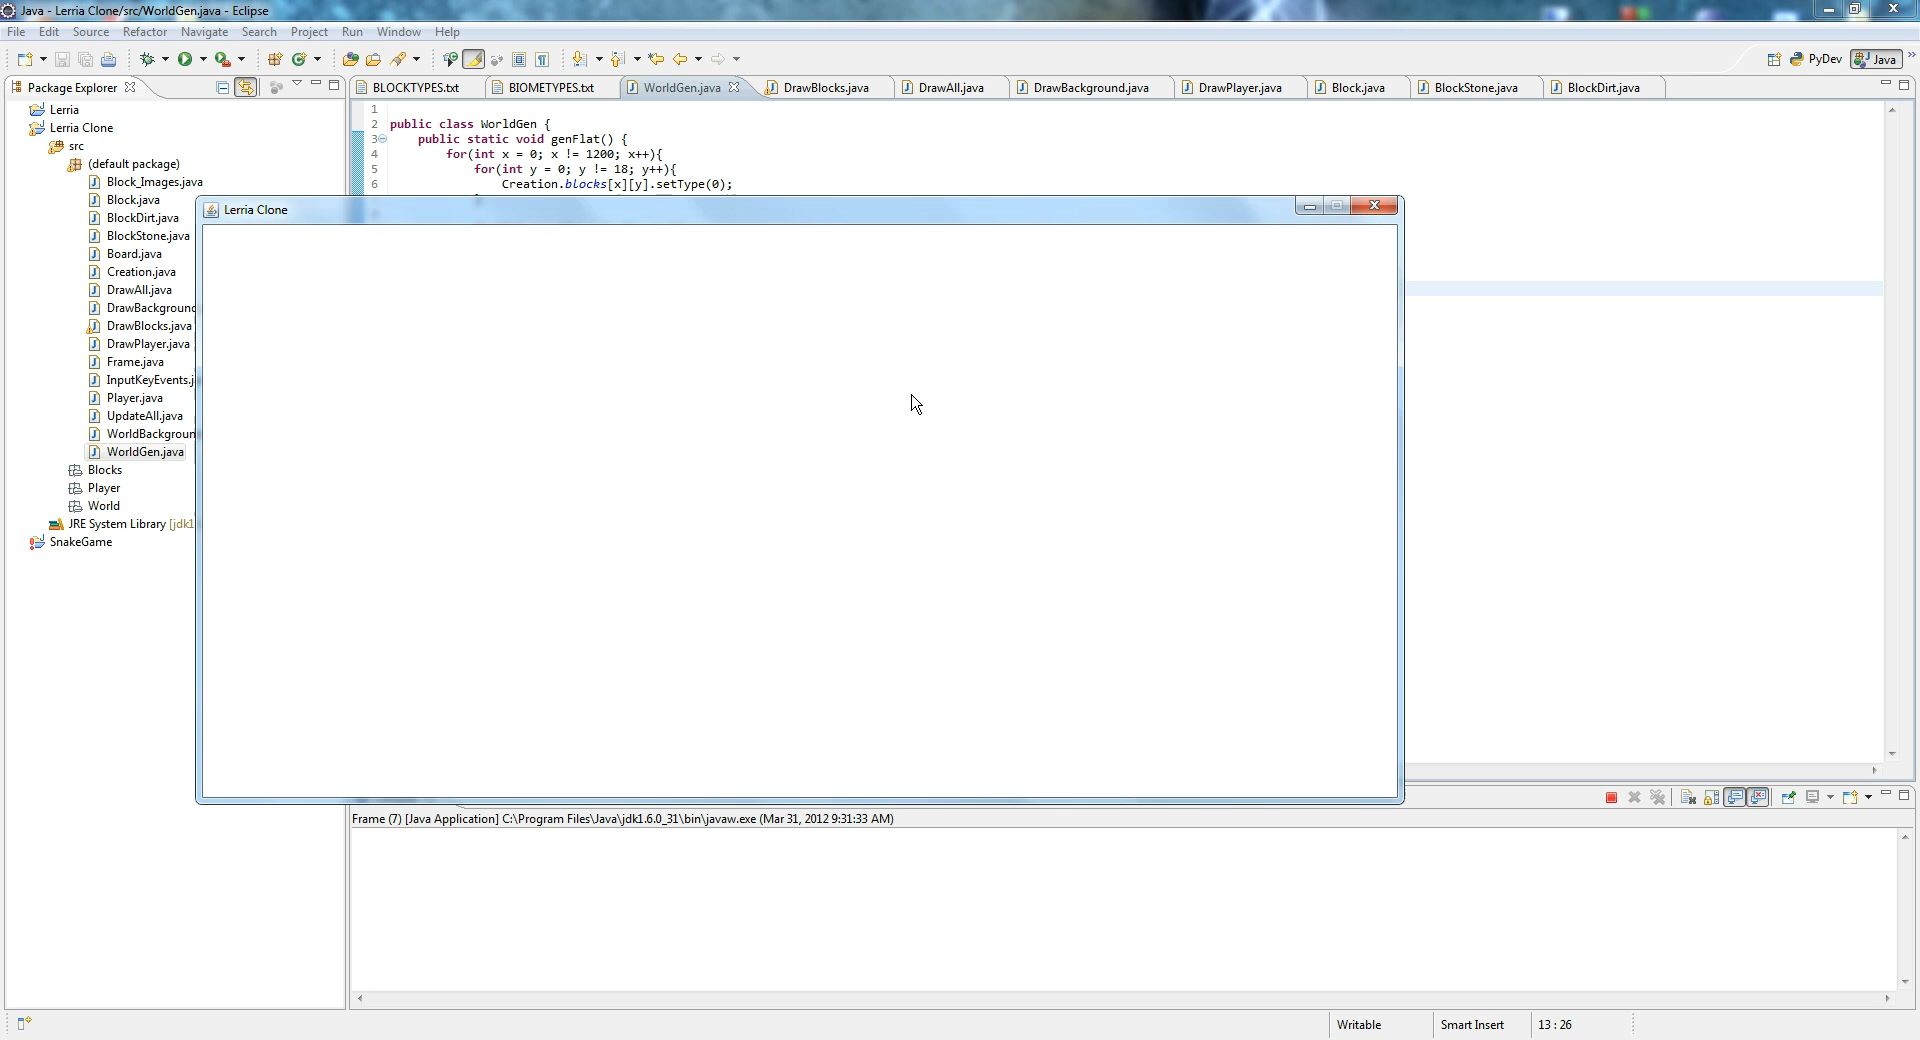 Java - Lerria Clone/src/WorldGen.java - Eclipse
File Edit Source Refactor Navigate Search Project Run Window Help
PyDev Java
Package Explorer
BLOCKTYPES.txt BIOMETYPES.txt WorldGen.java DrawBlocks.java DrawAll.java DrawBackground.java DrawPlayer.java Block.java BlockStone.java BlockDirt.java
Lerria
Lerria Clone
src
(default package)
Block_Images.java
Block.java
BlockDirt.java
BlockStone.java
Board.java
Creation.java
DrawAll.java
DrawBackground
DrawBlocks.java
DrawPlayer.java
Frame.java
InputKeyEvents.j
Player.java
UpdateAll.java
WorldBackgroun
WorldGen.java
Blocks
Player
World
JRE System Library [jdk1
SnakeGame
1
2 public class WorldGen {
3 public static void genFlat() {
4 for(int x = 0; x != 1200; x++){
5 for(int y = 0; y != 18; y++){
6 Creation.blocks[x][y].setType(0);
Lerria Clone
Frame (7) [Java Application] C:\Program Files\Java\jdk1.6.0_31\bin\javaw.exe (Mar 31, 2012 9:31:33 AM)
Writable Smart Insert 13 : 26